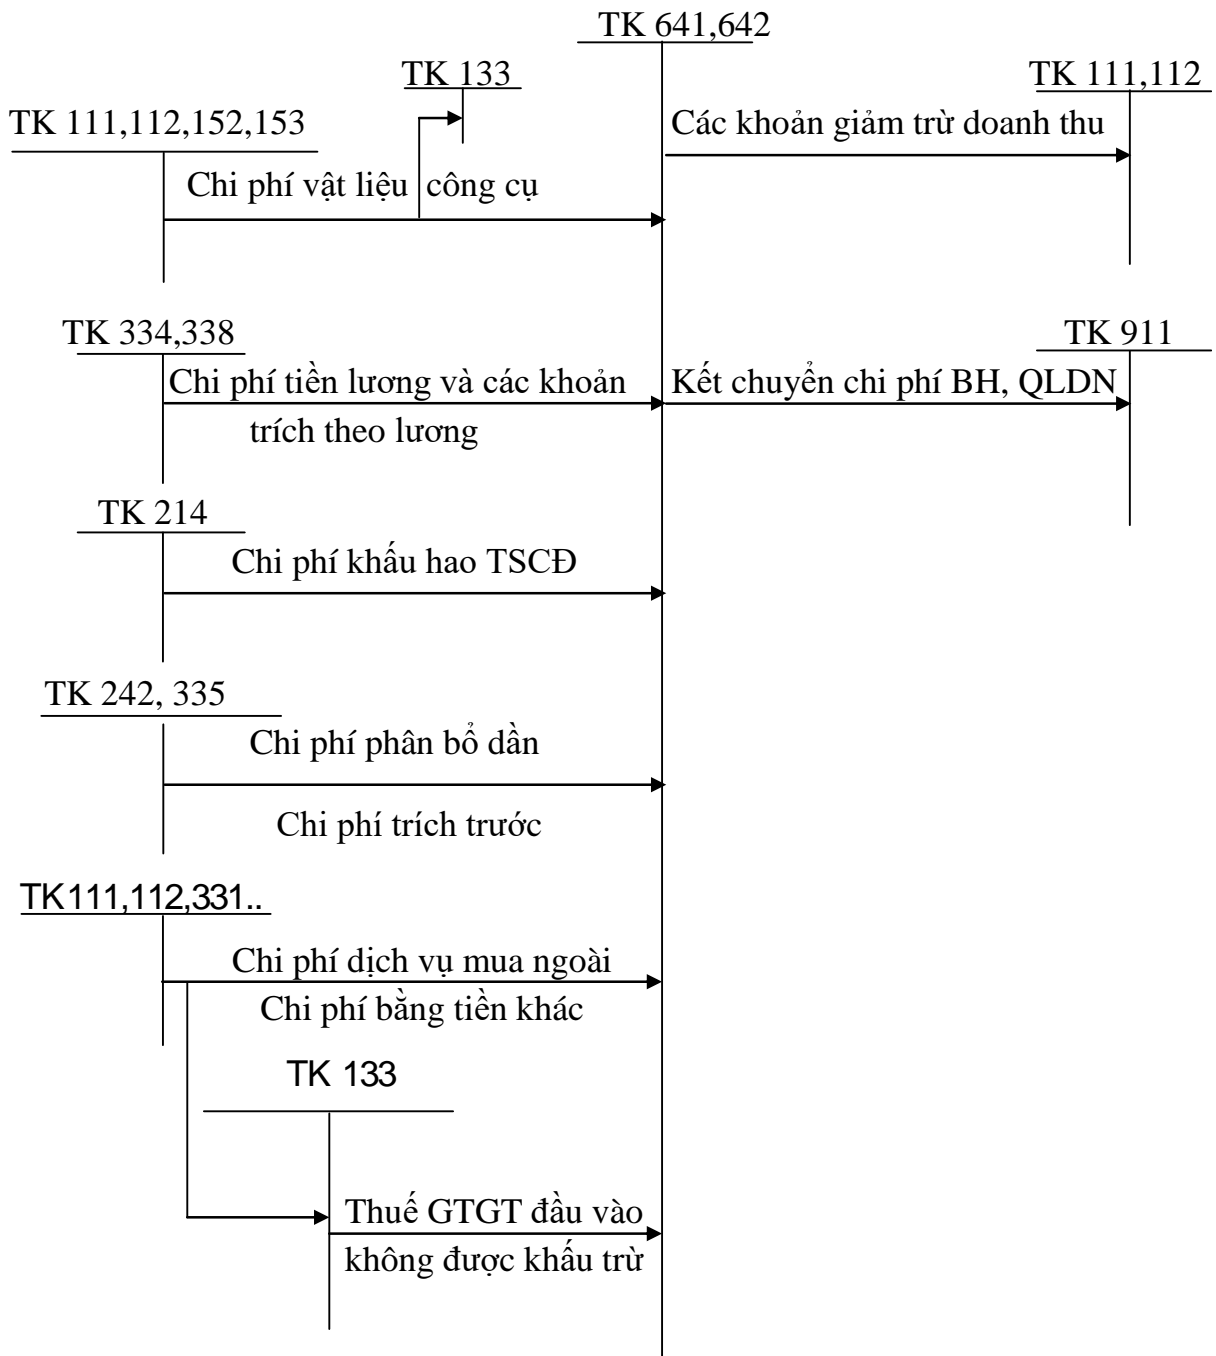 TK 641,642
TK 133
TK 111,112
TK 111,112,152,153
Các khoản giảm trừ doanh thu
Chi phí vật liệu công cụ
TK 334,338
TK 911
Chi phí tiền lương và các khoản
trích theo lương
Kết chuyển chi phí BH, QLDN
TK 214
Chi phí khấu hao TSCĐ
TK 242, 335
Chi phí phân bổ dần
Chi phí trích trước
TK111,112,331..
Chi phí dịch vụ mua ngoài
Chi phí bằng tiền khác
TK 133
Thuế GTGT đầu vào
không được khấu trừ